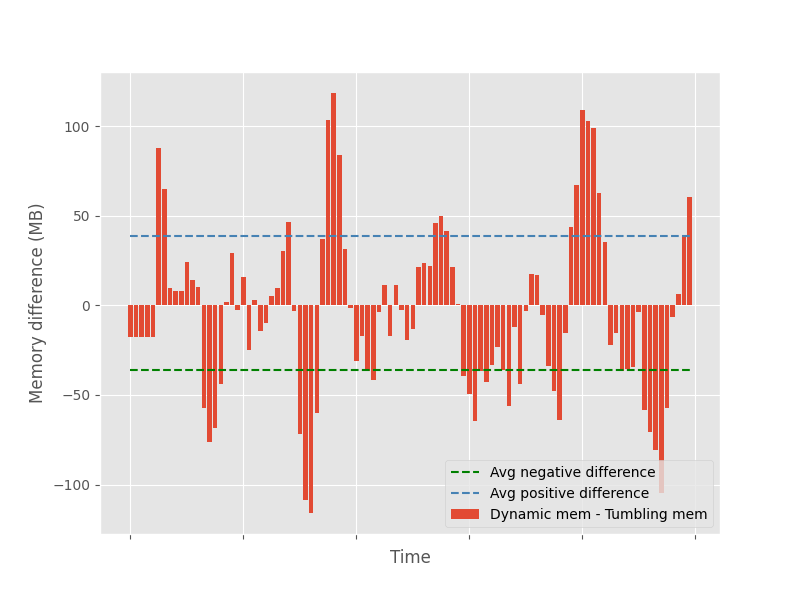 100
50
0
−50
−100
Memory difference (MB)
Time
Avg negative difference
Avg positive difference
Dynamic mem - Tumbling mem